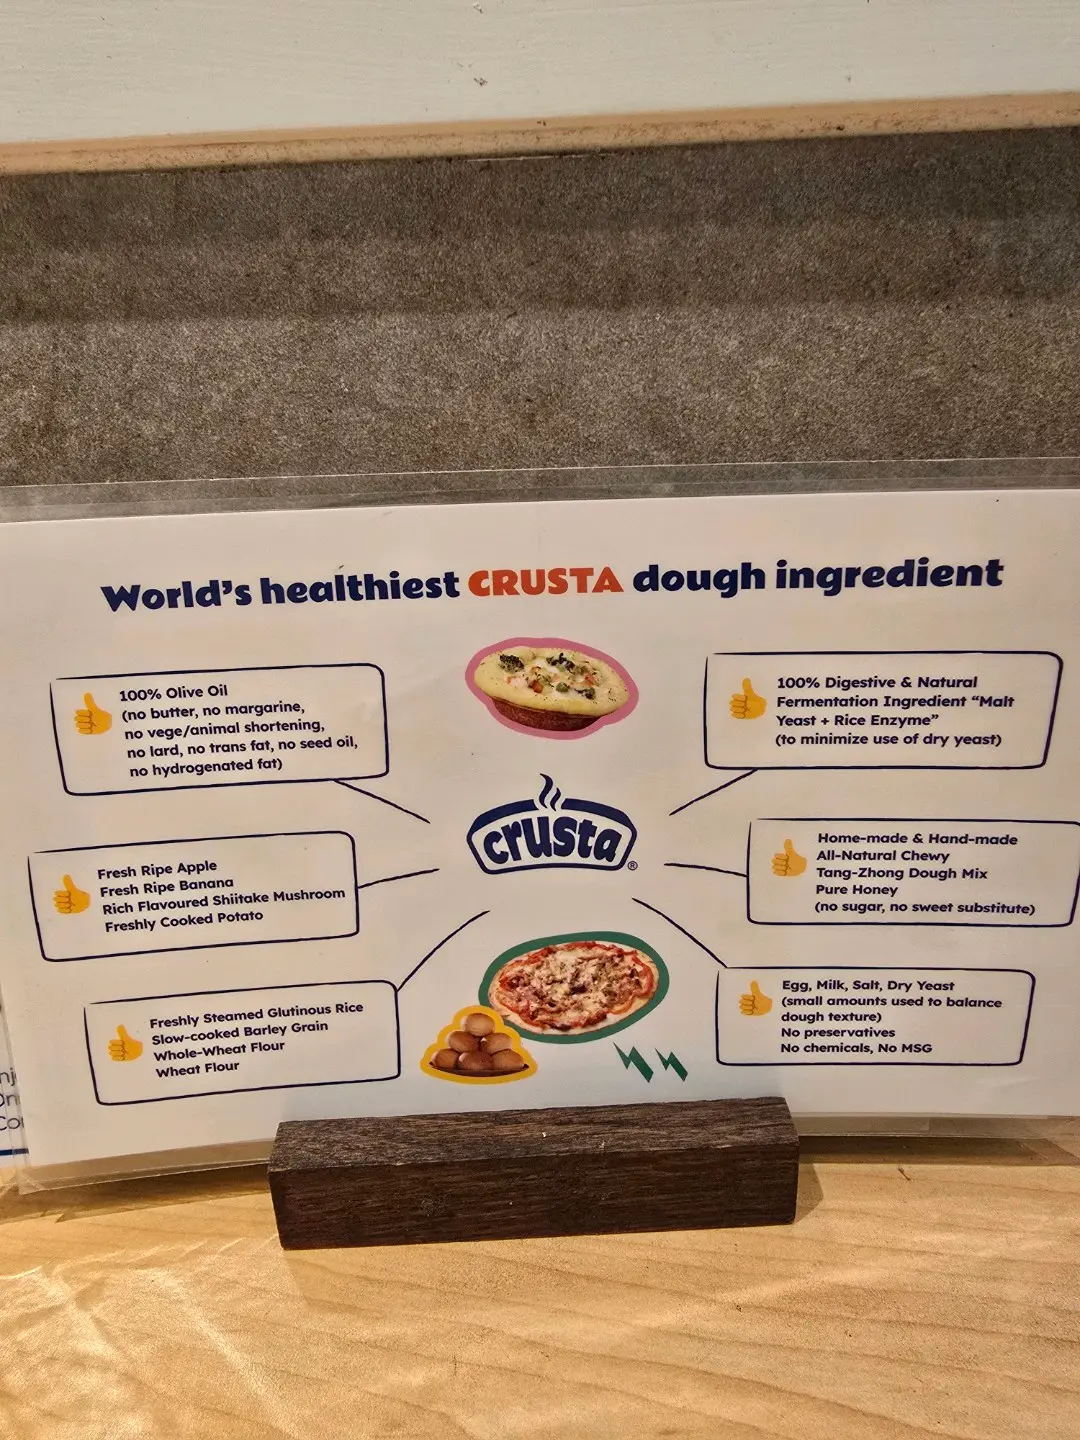 World's healthiest CRUSTA dough ingredient
100% Olive Oil
(no butter, no margarine,
no vege/animal shortening,
no lard, no trans fat, no seed oil,
no hydrogenated fat)
Fresh Ripe Apple
Fresh Ripe Banana
Rich Flavoured Shiitake Mushroom
Freshly Cooked Potato
Freshly Steamed Glutinous Rice
Slow-cooked Barley Grain
Whole-Wheat Flour
Wheat Flour
crusta®
100% Digestive & Natural
Fermentation Ingredient "Malt
Yeast + Rice Enzyme"
(to minimize use of dry yeast)
Home-made & Hand-made
All-Natural Chewy
Tang-Zhong Dough Mix
Pure Honey
(no sugar, no sweet substitute)
Egg, Milk, Salt, Dry Yeast
(small amounts used to balance
dough texture)
No preservatives
No chemicals, No MSG